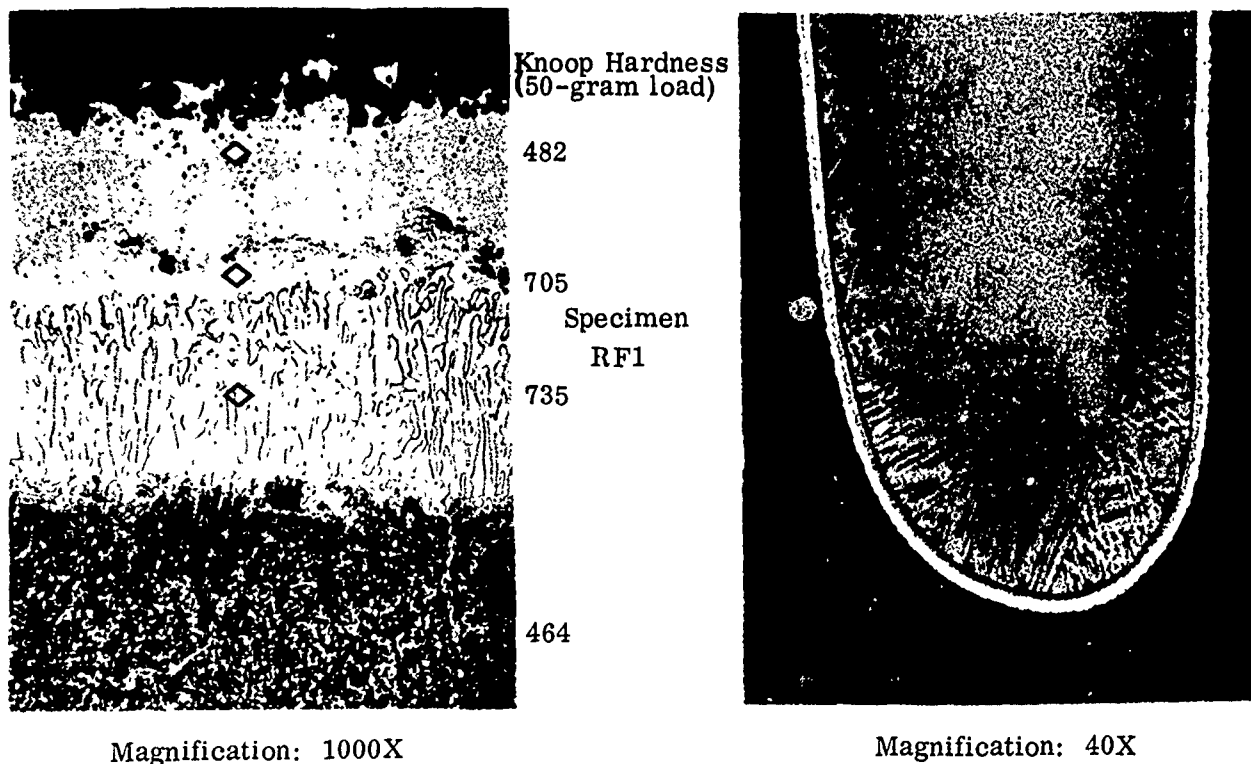 Knoop Hardness
(50-gram load)
482
705
Specimen
RF1
735
464
Magnification: 1000X
Magnification: 40X